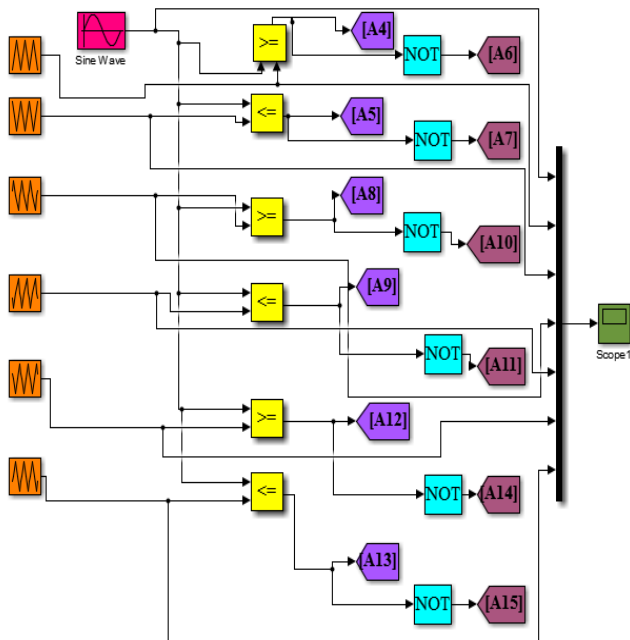 >=
[A4]
NOT
[A6]
Sine Wave
<=
[A5]
NOT
[A7]
>=
[A8]
NOT
[A10]
<=
[A9]
NOT
[A11]
Scope1
>=
[A12]
<=
NOT
[A14]
[A13]
NOT
[A15]